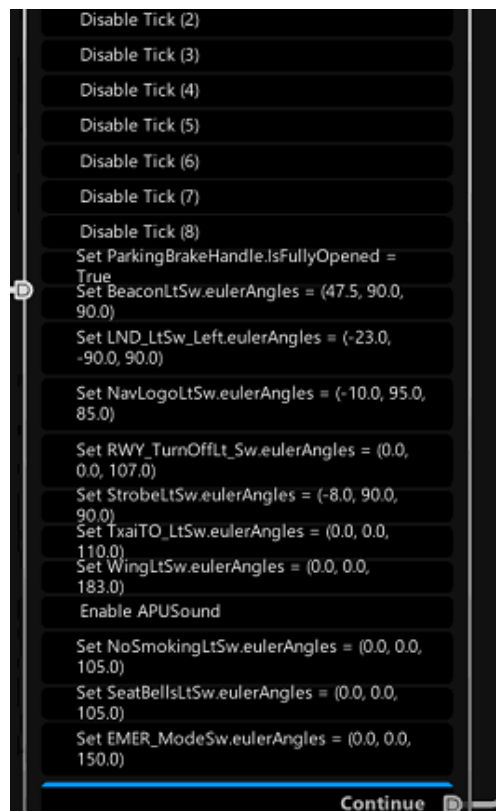 Disable Tick (2)
Disable Tick (3)
Disable Tick (4)
Disable Tick (5)
Disable Tick (6)
Disable Tick (7)
Disable Tick (8)
Set ParkingBrakeHandle.IsFullyOpened =
True
Set BeaconLtSw.eulerAngles = (47.5, 90.0,
90.0)
Set LND_LtSw_Left.eulerAngles = (-23.0,
-90.0, 90.0)
Set NavLogoLtSw.eulerAngles = (-10.0, 95.0,
85.0)
Set RWY_TurnOffLt_Sw.eulerAngles = (0.0,
0.0, 107.0)
Set StrobeLtSw.eulerAngles = (-8.0, 90.0,
90.0)
Set TxaiTO_LtSw.eulerAngles = (0.0, 0.0,
110.0)
Set WingLtSw.eulerAngles = (0.0, 0.0,
183.0)
Enable APUSound
Set NoSmokingLtSw.eulerAngles = (0.0, 0.0,
105.0)
Set SeatBellsLtSw.eulerAngles = (0.0, 0.0,
105.0)
Set EMER_ModeSw.eulerAngles = (0.0, 0.0,
150.0)
Continue